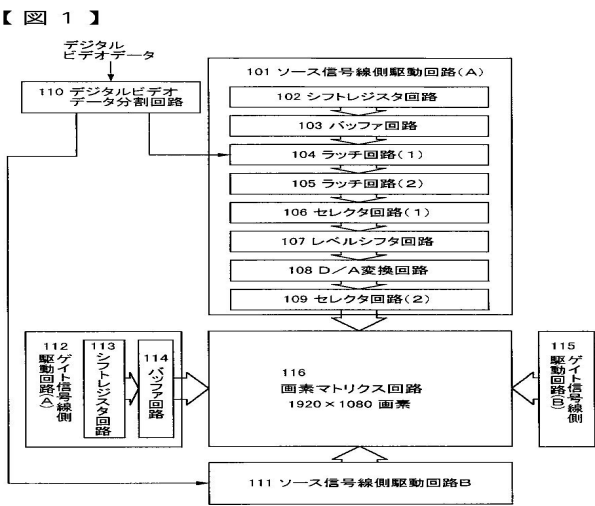 【図１】
デジタル
ビデオデータ
110 デジタルビデオ
データ分割回路
101 ソース信号線側駆動回路(A)
102 シフトレジスタ回路
103 バッファ回路
104 ラッチ回路(1)
105 ラッチ回路(2)
106 セレクタ回路(1)
107 レベルシフタ回路
108 D／A変換回路
109 セレクタ回路(2)
112 ゲイト信号線側
駆動回路(A)
113 シフトレジスタ回路
114 バッファ回路
116
画素マトリクス回路
1920×1080 画素
115 ゲイト信号線側
駆動回路(B)
111 ソース信号線側駆動回路B